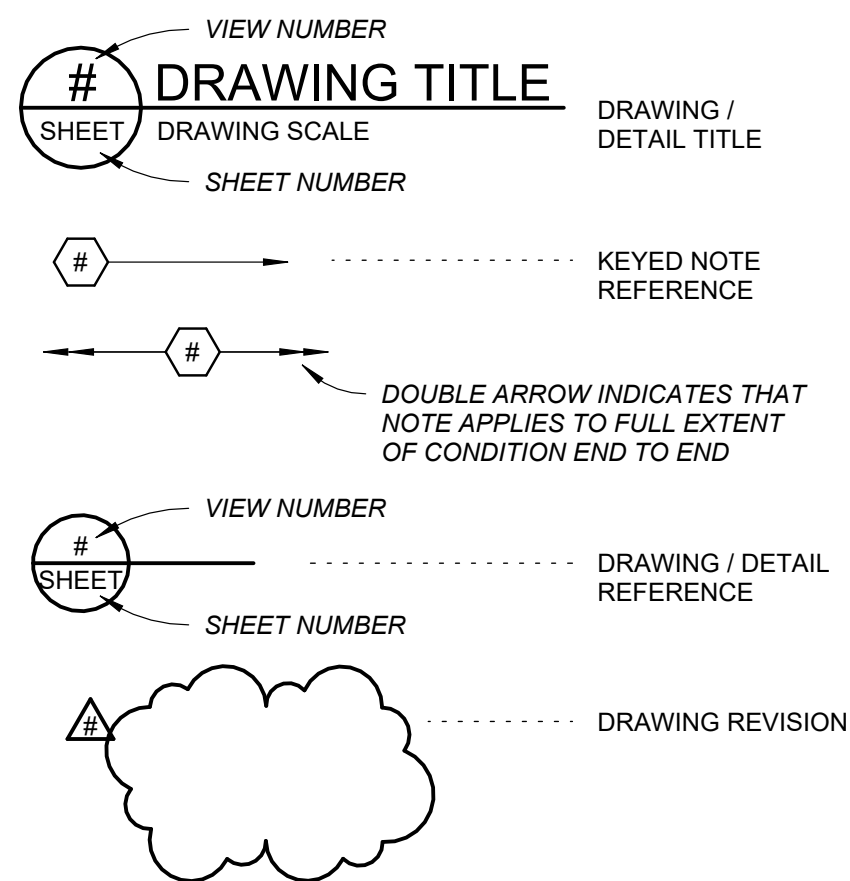 VIEW NUMBER
# DRAWING TITLE
SHEET DRAWING SCALE
DRAWING /
DETAIL TITLE
SHEET NUMBER
#
KEYED NOTE
REFERENCE
#
DOUBLE ARROW INDICATES THAT
NOTE APPLIES TO FULL EXTENT
OF CONDITION END TO END
VIEW NUMBER
#
SHEET
DRAWING / DETAIL
REFERENCE
SHEET NUMBER
#
DRAWING REVISION